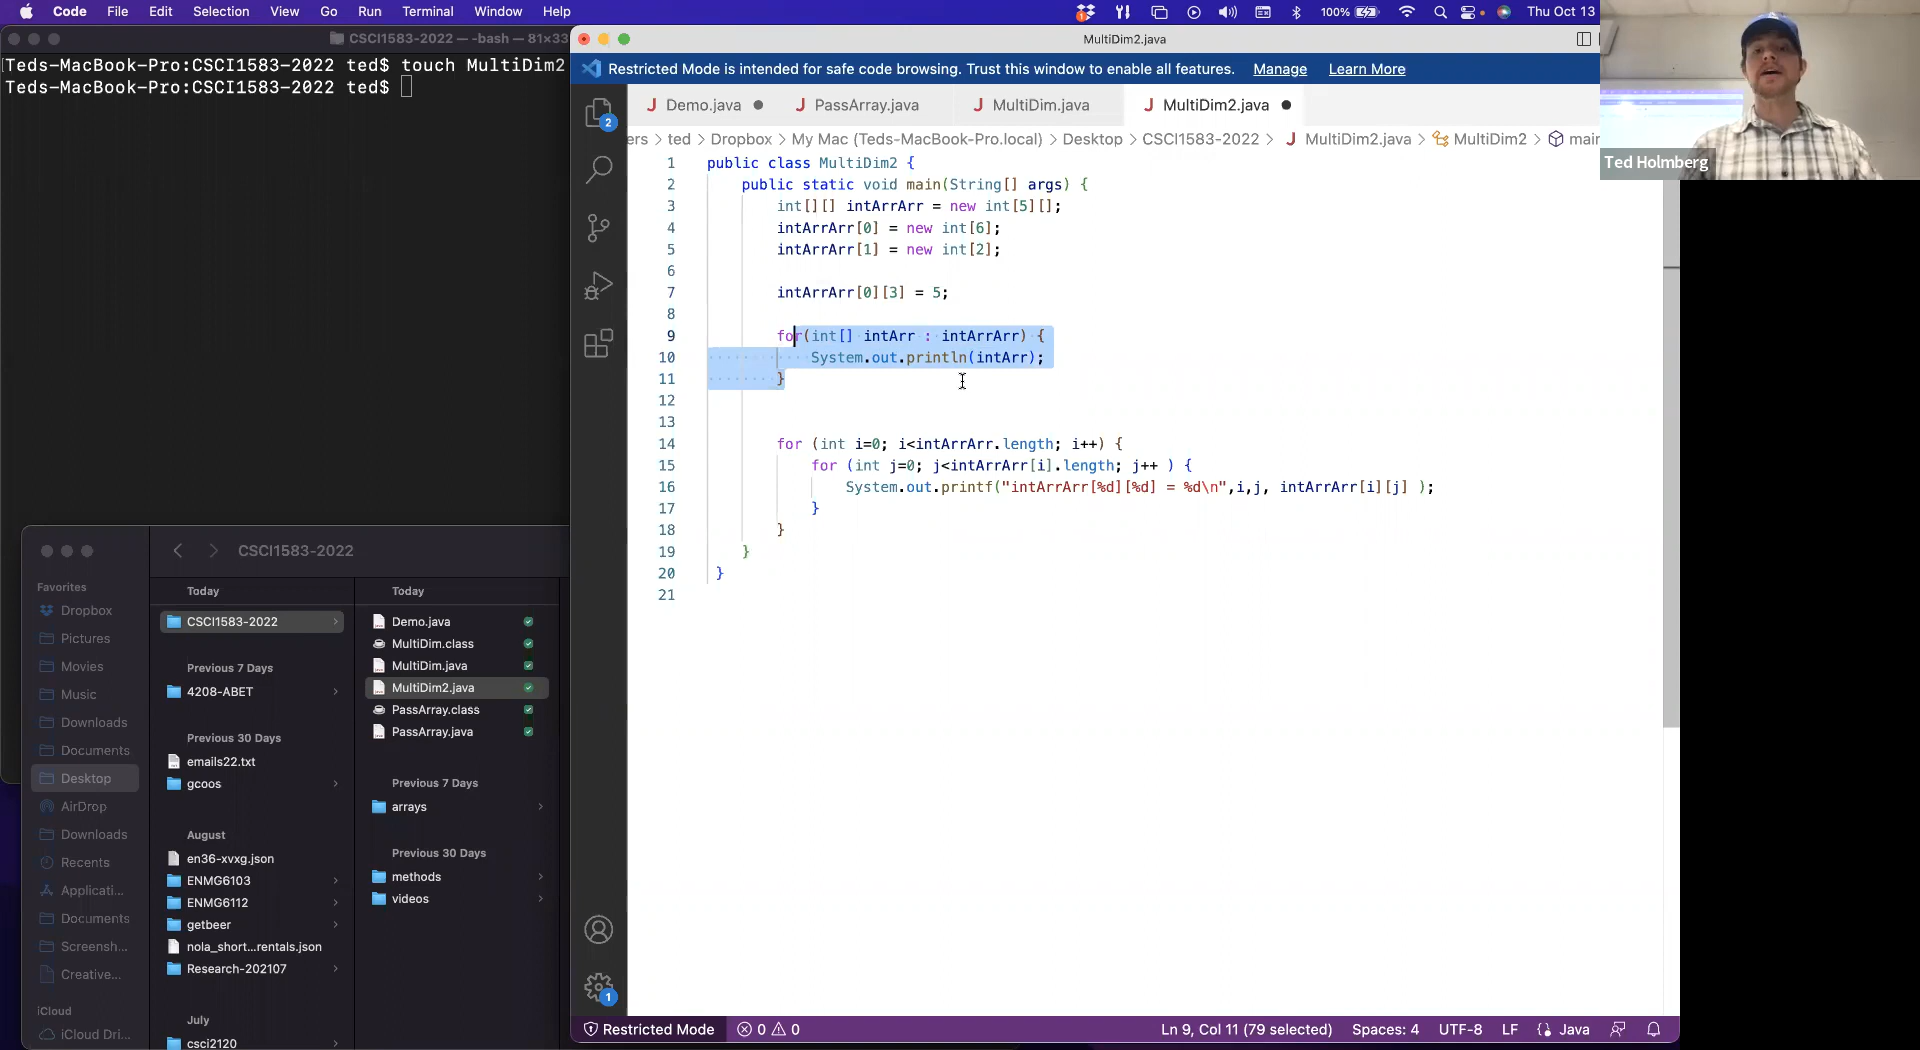 Code File Edit Selection View Go Run Terminal Window Help 100% Thu Oct 13
CSCI1583-2022 — -bash — 81×33
Teds-MacBook-Pro:CSCI1583-2022 ted$ touch MultiDim2
Teds-MacBook-Pro:CSCI1583-2022 ted$
MultiDim2.java
Restricted Mode is intended for safe code browsing. Trust this window to enable all features. Manage Learn More
Demo.java PassArray.java MultiDim.java MultiDim2.java
ers > ted > Dropbox > My Mac (Teds-MacBook-Pro.local) > Desktop > CSCI1583-2022 > MultiDim2.java > MultiDim2 > main
Ted Holmberg
1 public class MultiDim2 {
2 public static void main(String[] args) {
3 int[][] intArrArr = new int[5][];
4 intArrArr[0] = new int[6];
5 intArrArr[1] = new int[2];
6
7 intArrArr[0][3] = 5;
8
9 for(int[] intArr : intArrArr) {
10 System.out.println(intArr);
11 }
12
13
14 for (int i=0; i<intArrArr.length; i++) {
15 for (int j=0; j<intArrArr[i].length; j++ ) {
16 System.out.printf("intArrArr[%d][%d] = %d\n",i,j, intArrArr[i][j] );
17 }
18 }
19 }
20 }
21
2
1
Restricted Mode 0 0 Ln 9, Col 11 (79 selected) Spaces: 4 UTF-8 LF Java
CSCI1583-2022
Favorites
Dropbox
Pictures
Movies
Music
Downloads
Documents
Desktop
AirDrop
Downloads
Recents
Applicati...
Documents
Screensh...
Creative...
iCloud
iCloud Dri...
Today
CSCI1583-2022
Previous 7 Days
4208-ABET
Previous 30 Days
emails22.txt
gcoos
August
en36-xvxg.json
ENMG6103
ENMG6112
getbeer
nola_short...rentals.json
Research-202107
July
csci2120
Today
Demo.java
MultiDim.class
MultiDim.java
MultiDim2.java
PassArray.class
PassArray.java
Previous 7 Days
arrays
Previous 30 Days
methods
videos